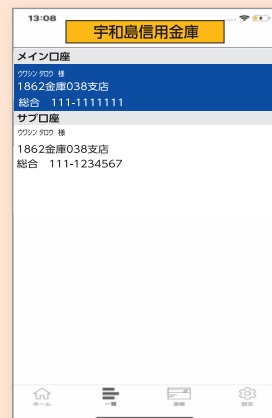 13:08
宇和島信用金庫
メイン口座
ウワシン タロウ 様
1862金庫038支店
総合 111-1111111
サブ口座
ウワシン タロウ 様
1862金庫038支店
総合 111-1234567
ホーム 一覧 通帳 設定